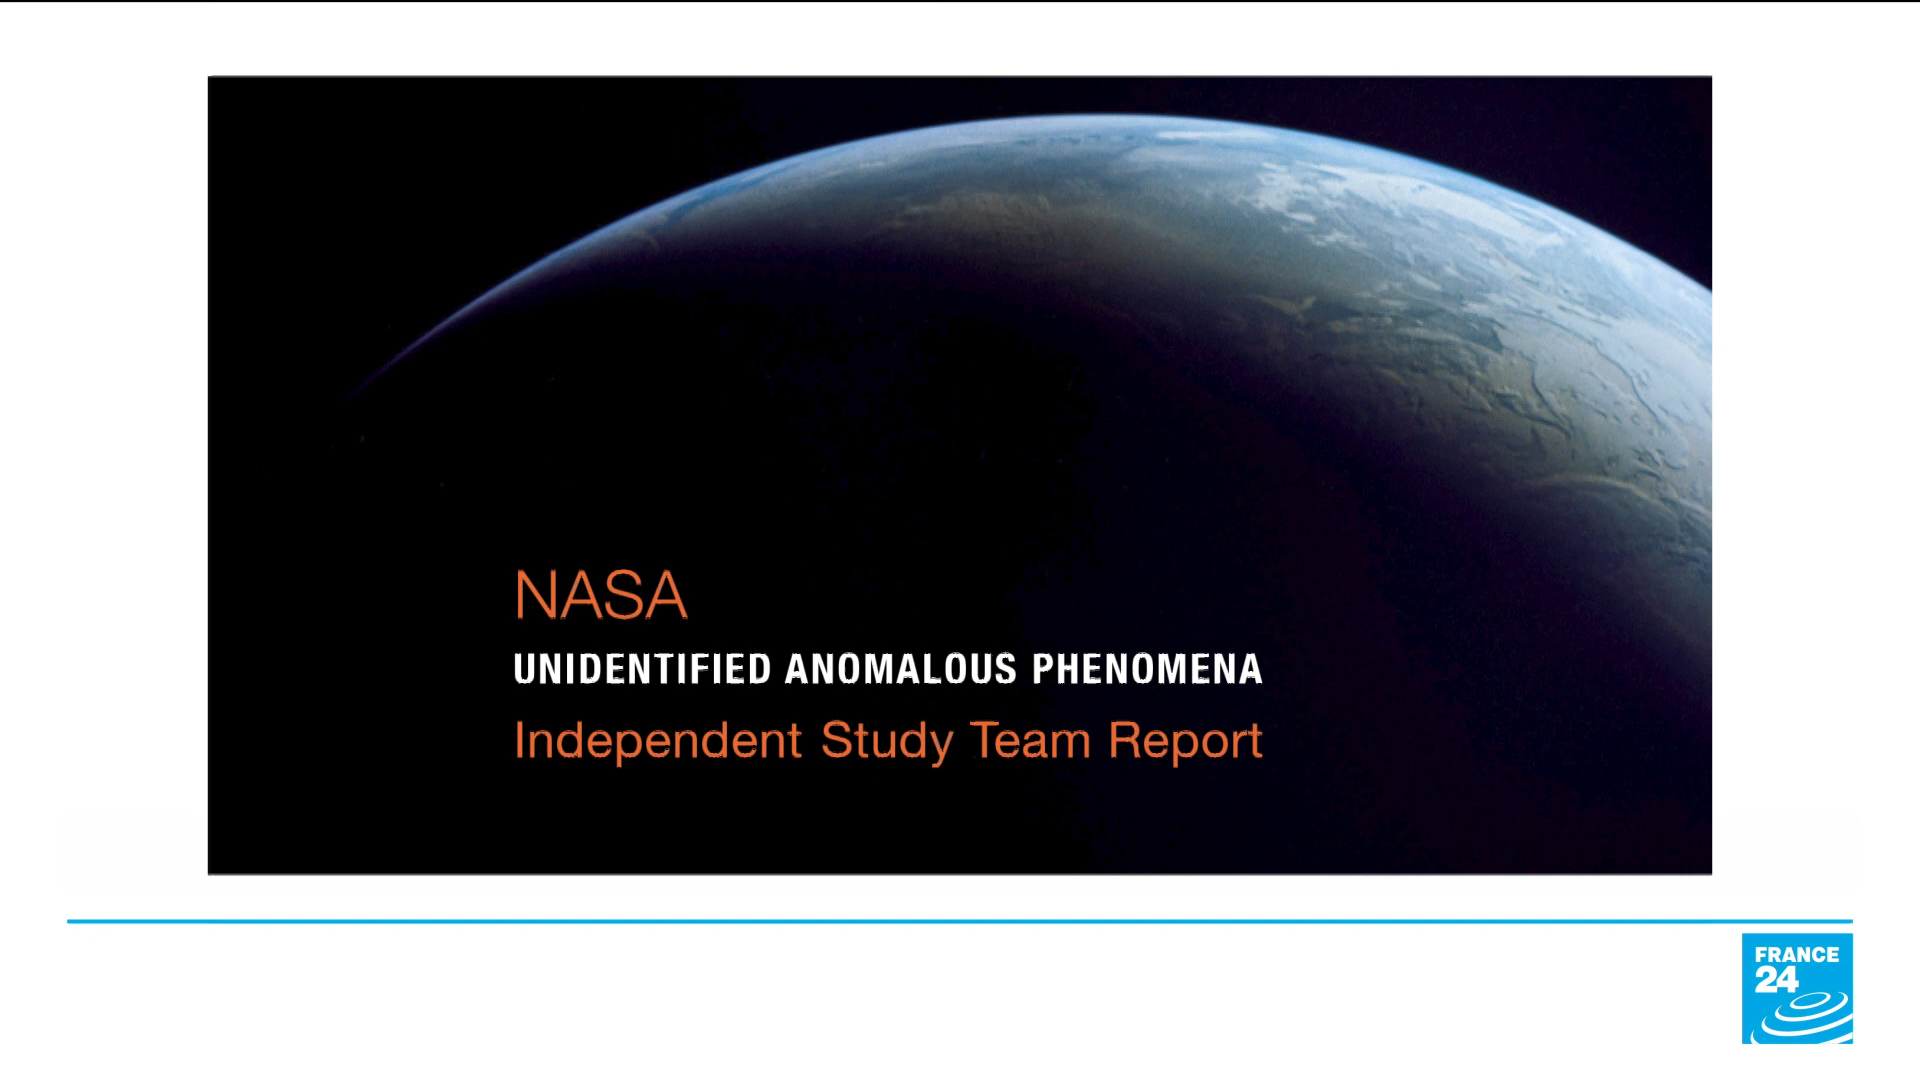 NASA
UNIDENTIFIED ANOMALOUS PHENOMENA
Independent Study Team Report
FRANCE
24